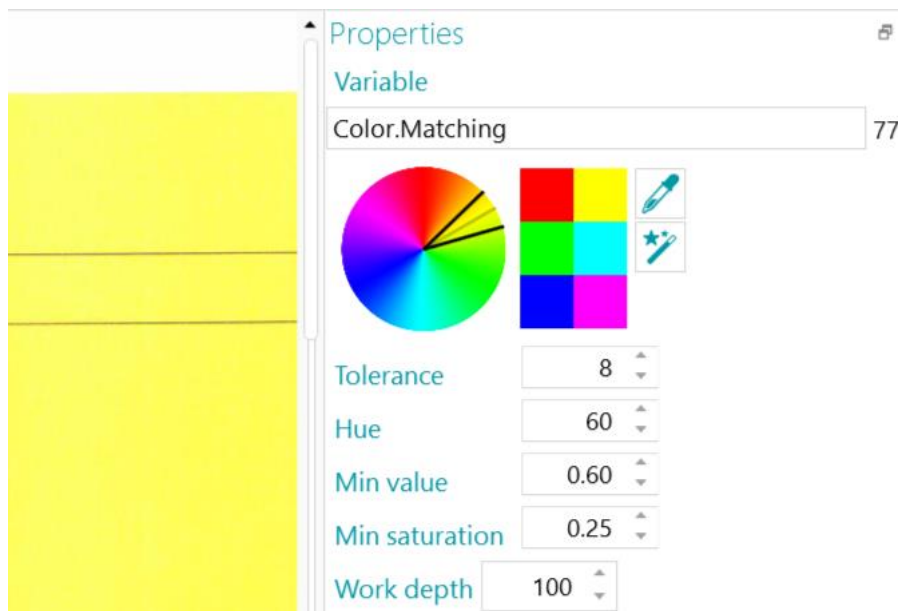 Properties
Variable
Color.Matching 77
Tolerance 8
Hue 60
Min value 0.60
Min saturation 0.25
Work depth 100